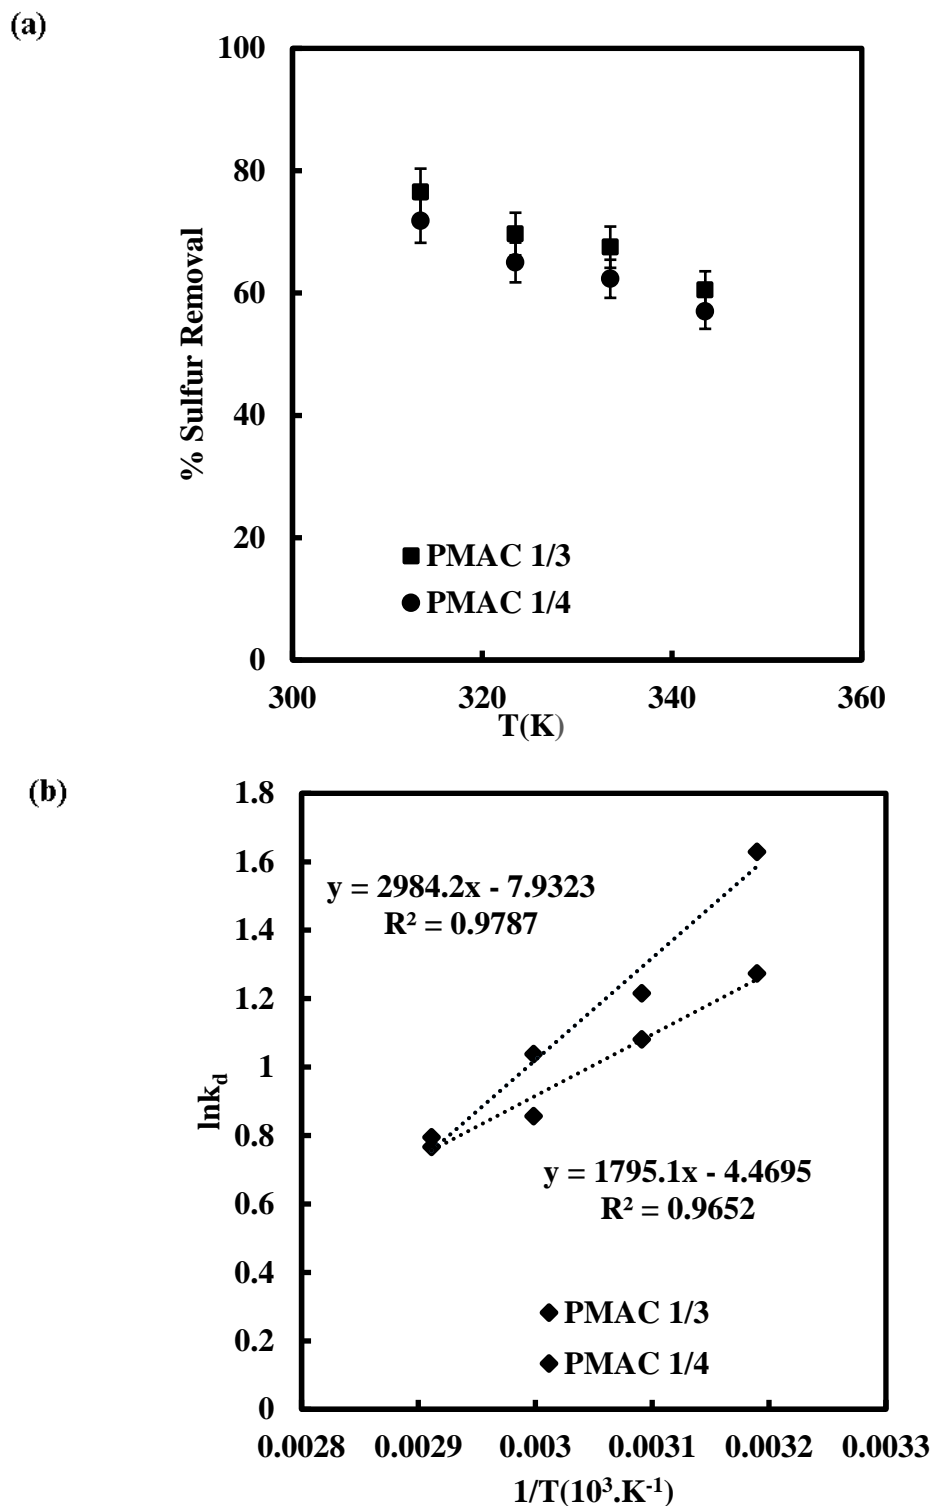 (a)
100
80
60
40
20
0
% Sulfur Removal
PMAC 1/3
PMAC 1/4
300 320 340 360
T(K)
(b)
1.8
1.6
1.4
1.2
1
0.8
0.6
0.4
0.2
0
lnk_d
y = 2984.2x - 7.9323
R² = 0.9787
y = 1795.1x - 4.4695
R² = 0.9652
PMAC 1/3
PMAC 1/4
0.0028 0.0029 0.003 0.0031 0.0032 0.0033
1/T(10³.K⁻¹)